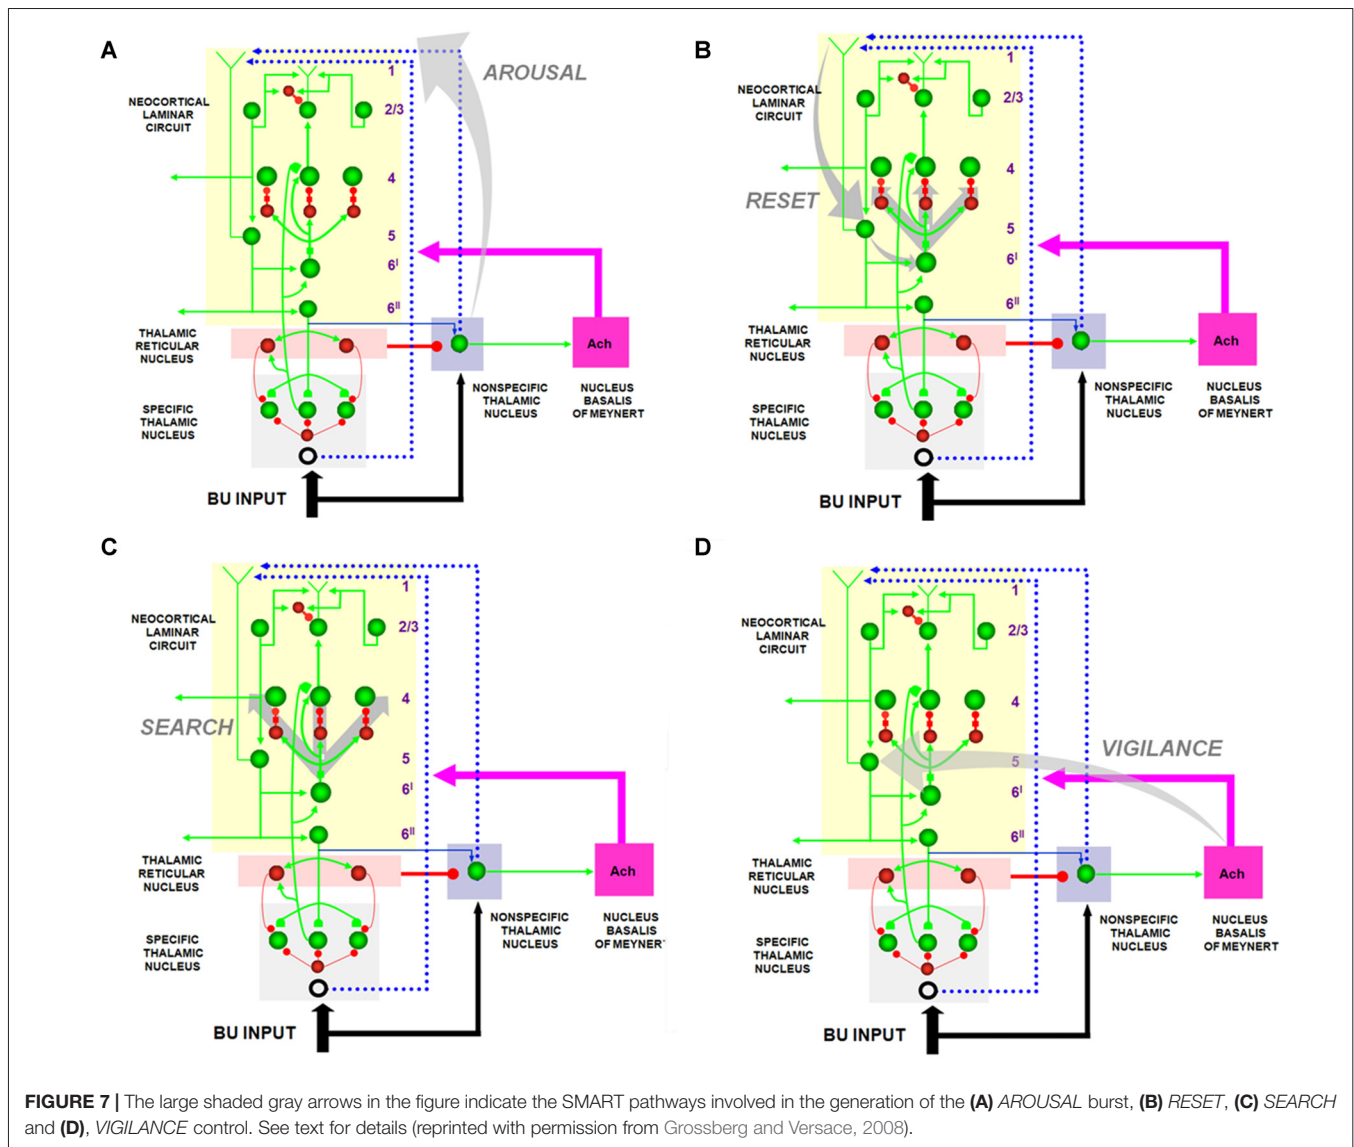 A
AROUSAL
NEOCORTICAL
LAMINAR
CIRCUIT
1
2/3
4
5
6I
6II
THALAMIC
RETICULAR
NUCLEUS
Ach
SPECIFIC
THALAMIC
NUCLEUS
NONSPECIFIC
THALAMIC
NUCLEUS
NUCLEUS
BASALIS
OF MEYNERT
BU INPUT
B
NEOCORTICAL
LAMINAR
CIRCUIT
RESET
1
2/3
4
5
6I
6II
THALAMIC
RETICULAR
NUCLEUS
Ach
SPECIFIC
THALAMIC
NUCLEUS
NONSPECIFIC
THALAMIC
NUCLEUS
NUCLEUS
BASALIS
OF MEYNERT
BU INPUT
C
NEOCORTICAL
LAMINAR
CIRCUIT
SEARCH
1
2/3
4
5
6I
6II
THALAMIC
RETICULAR
NUCLEUS
Ach
SPECIFIC
THALAMIC
NUCLEUS
NONSPECIFIC
THALAMIC
NUCLEUS
NUCLEUS
BASALIS
OF MEYNERT
BU INPUT
D
NEOCORTICAL
LAMINAR
CIRCUIT
VIGILANCE
1
2/3
4
5
6I
6II
THALAMIC
RETICULAR
NUCLEUS
Ach
SPECIFIC
THALAMIC
NUCLEUS
NONSPECIFIC
THALAMIC
NUCLEUS
NUCLEUS
BASALIS
OF MEYNERT
BU INPUT
FIGURE 7 | The large shaded gray arrows in the figure indicate the SMART pathways involved in the generation of the (A) AROUSAL burst, (B) RESET, (C) SEARCH
and (D), VIGILANCE control. See text for details (reprinted with permission from Grossberg and Versace, 2008).